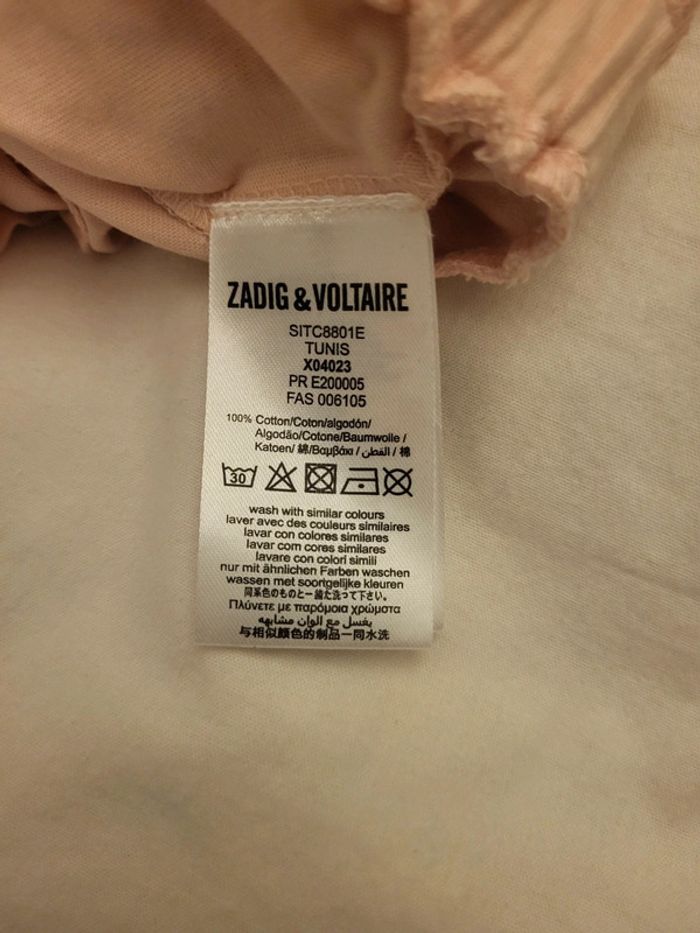 ZADIG & VOLTAIRE
SITC8801E
TUNIS
X04023
PR E200005
FAS 006105
100% Cotton/Coton/algodón/
Algodão/Cotone/Baumwolle /
Katoen/ 綿/Βαμβάκι / القطن / 棉
30
wash with similar colours
laver avec des couleurs similaires
lavar con colores similares
lavar com cores similares
lavare con colori simili
nur mit ähnlichen Farben waschen
wassen met soortgelijke kleuren
同系色のものと一緒に洗って下さい。
Πλύνετε με παρόμοια χρώματα
يغسل مع الوان مشابهه
与相似颜色的制品一同水洗